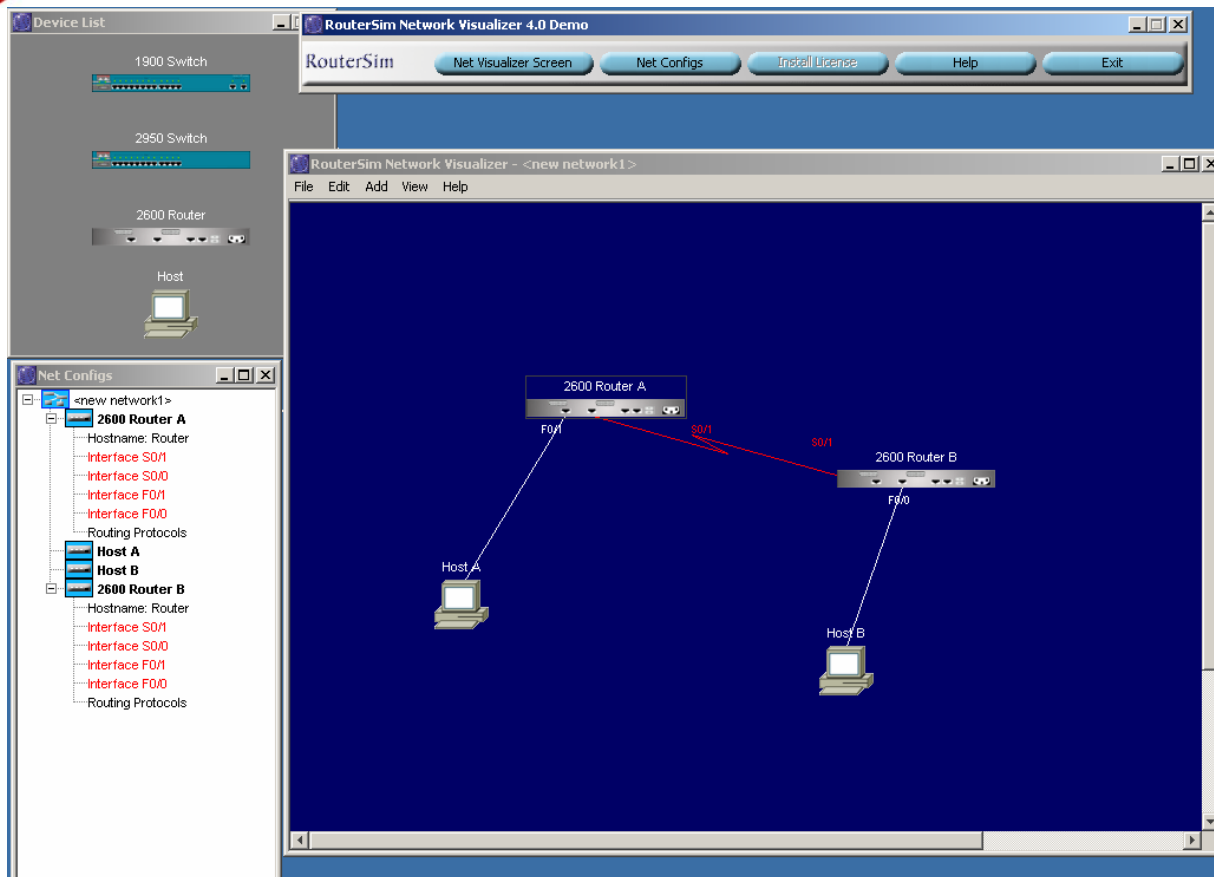 Device List
1900 Switch
2950 Switch
2600 Router
Host
RouterSim Network Visualizer 4.0 Demo
RouterSim
Net Visualizer Screen
Net Configs
Install License
Help
Exit
RouterSim Network Visualizer - <new network1>
File Edit Add View Help
2600 Router A
F0/1
S0/1
S0/1
2600 Router B
F0/0
Host A
Host B
Net Configs
<new network1>
2600 Router A
Hostname: Router
Interface S0/1
Interface S0/0
Interface F0/1
Interface F0/0
Routing Protocols
Host A
Host B
2600 Router B
Hostname: Router
Interface S0/1
Interface S0/0
Interface F0/1
Interface F0/0
Routing Protocols